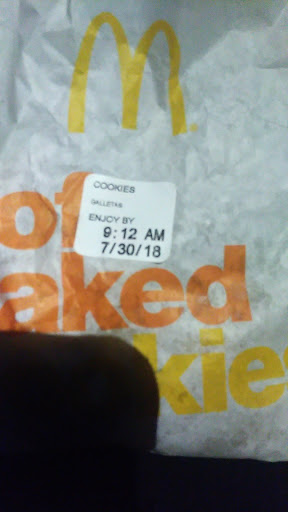 COOKIES
GALLETAS
ENJOY BY
9:12 AM
7/30/18
of
aked
kies